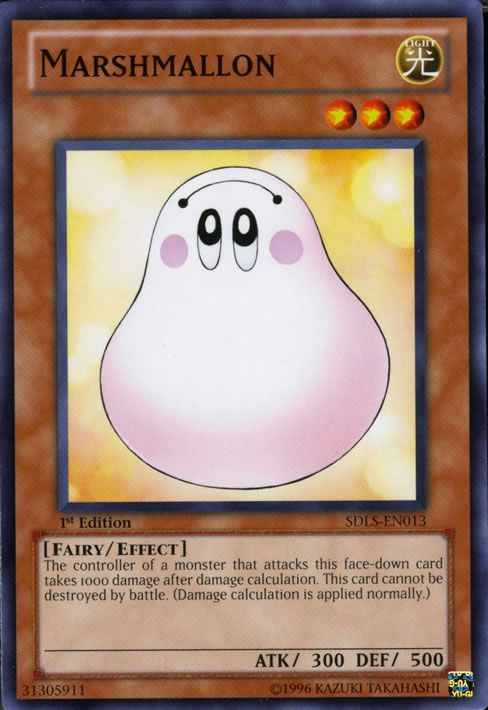 MARSHMALLON
LIGHT
光
1st Edition
SDLS-EN013
[FAIRY/EFFECT]
The controller of a monster that attacks this face-down card
takes 1000 damage after damage calculation. This card cannot be
destroyed by battle. (Damage calculation is applied normally.)
ATK/ 300 DEF/ 500
31305911
©1996 KAZUKI TAKAHASHI